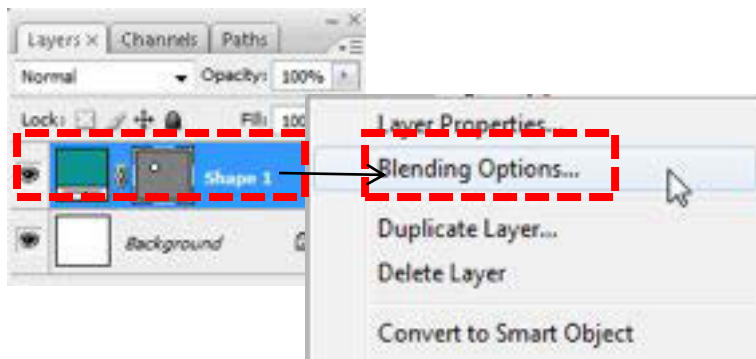 Layers × Channels Paths
Normal Opacity: 100%
Lock: Fill: 100
Shape 1
Background
Layer Properties...
Blending Options...
Duplicate Layer...
Delete Layer
Convert to Smart Object